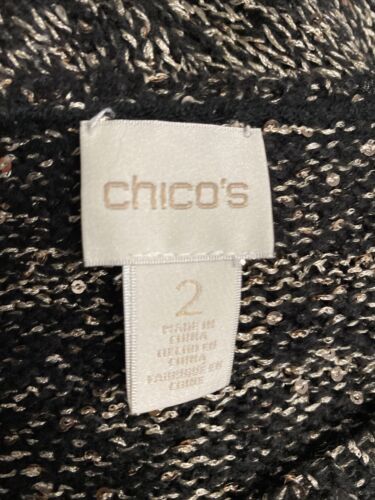 chico's
2
MADE IN
CHINA
HECHO EN
CHINA
FABRIQUÉ EN
CHINE